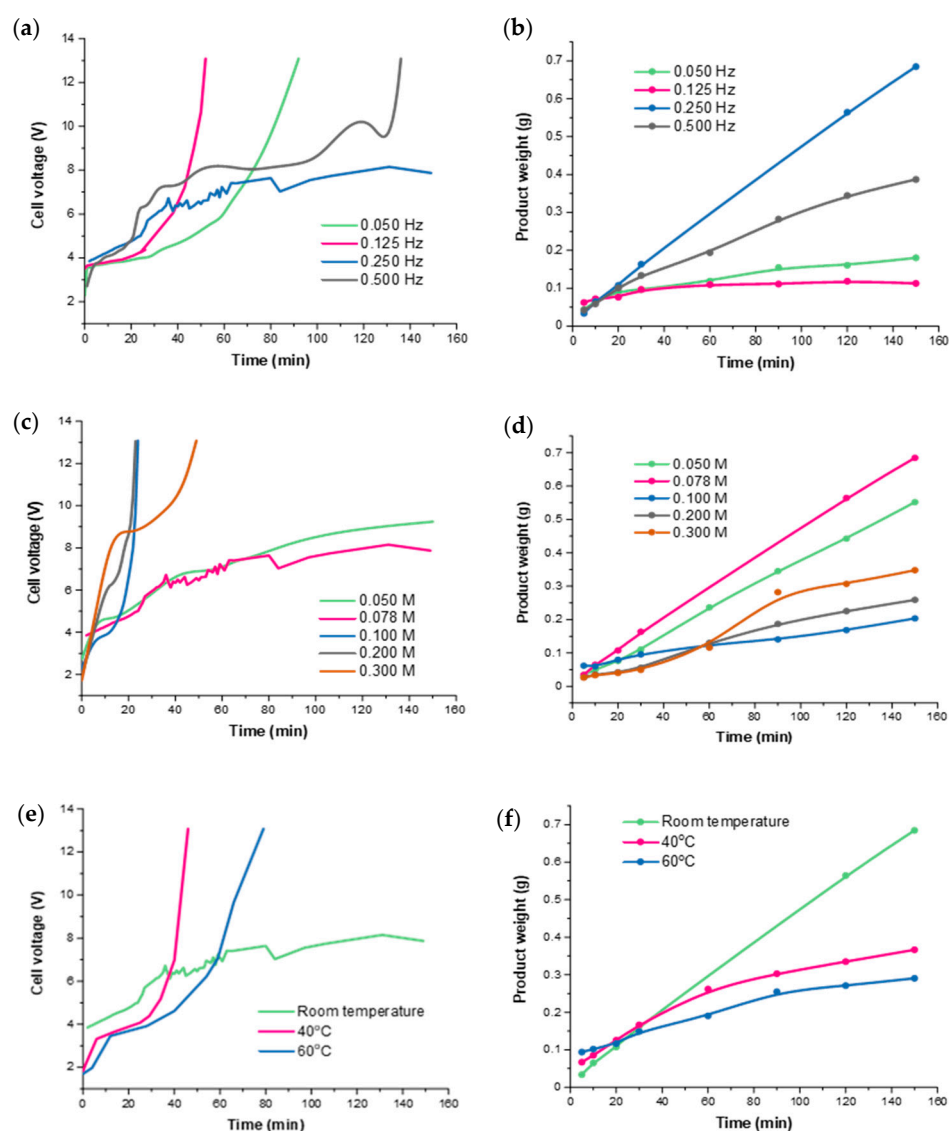 (a)
14
12
10
8
6
4
2
Cell voltage (V)
0.050 Hz
0.125 Hz
0.250 Hz
0.500 Hz
0 20 40 60 80 100 120 140 160
Time (min)
(b)
0.7
0.6
0.5
0.4
0.3
0.2
0.1
0
Product weight (g)
0.050 Hz
0.125 Hz
0.250 Hz
0.500 Hz
0 20 40 60 80 100 120 140 160
Time (min)
(c)
14
12
10
8
6
4
2
Cell voltage (V)
0.050 M
0.078 M
0.100 M
0.200 M
0.300 M
0 20 40 60 80 100 120 140 160
Time (min)
(d)
0.7
0.6
0.5
0.4
0.3
0.2
0.1
0
Product weight (g)
0.050 M
0.078 M
0.100 M
0.200 M
0.300 M
0 20 40 60 80 100 120 140 160
Time (min)
(e)
14
12
10
8
6
4
2
Cell voltage (V)
Room temperature
40°C
60°C
0 20 40 60 80 100 120 140 160
Time (min)
(f)
0.7
0.6
0.5
0.4
0.3
0.2
0.1
0
Product weight (g)
Room temperature
40°C
60°C
0 20 40 60 80 100 120 140 160
Time (min)